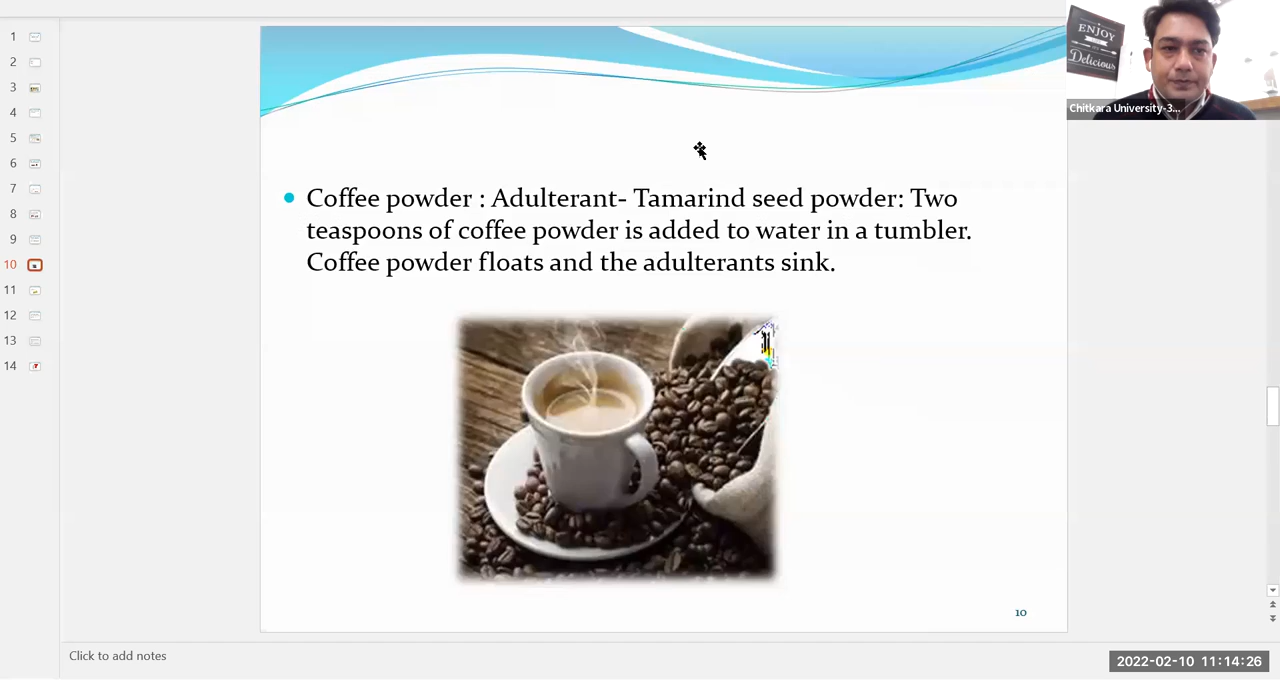 1
2
3
4
5
6
7
8
9
10
11
12
13
14
ENJOY
Delicious
Chitkara University-3...
Coffee powder : Adulterant- Tamarind seed powder: Two
teaspoons of coffee powder is added to water in a tumbler.
Coffee powder floats and the adulterants sink.
10
Click to add notes
2022-02-10 11:14:26